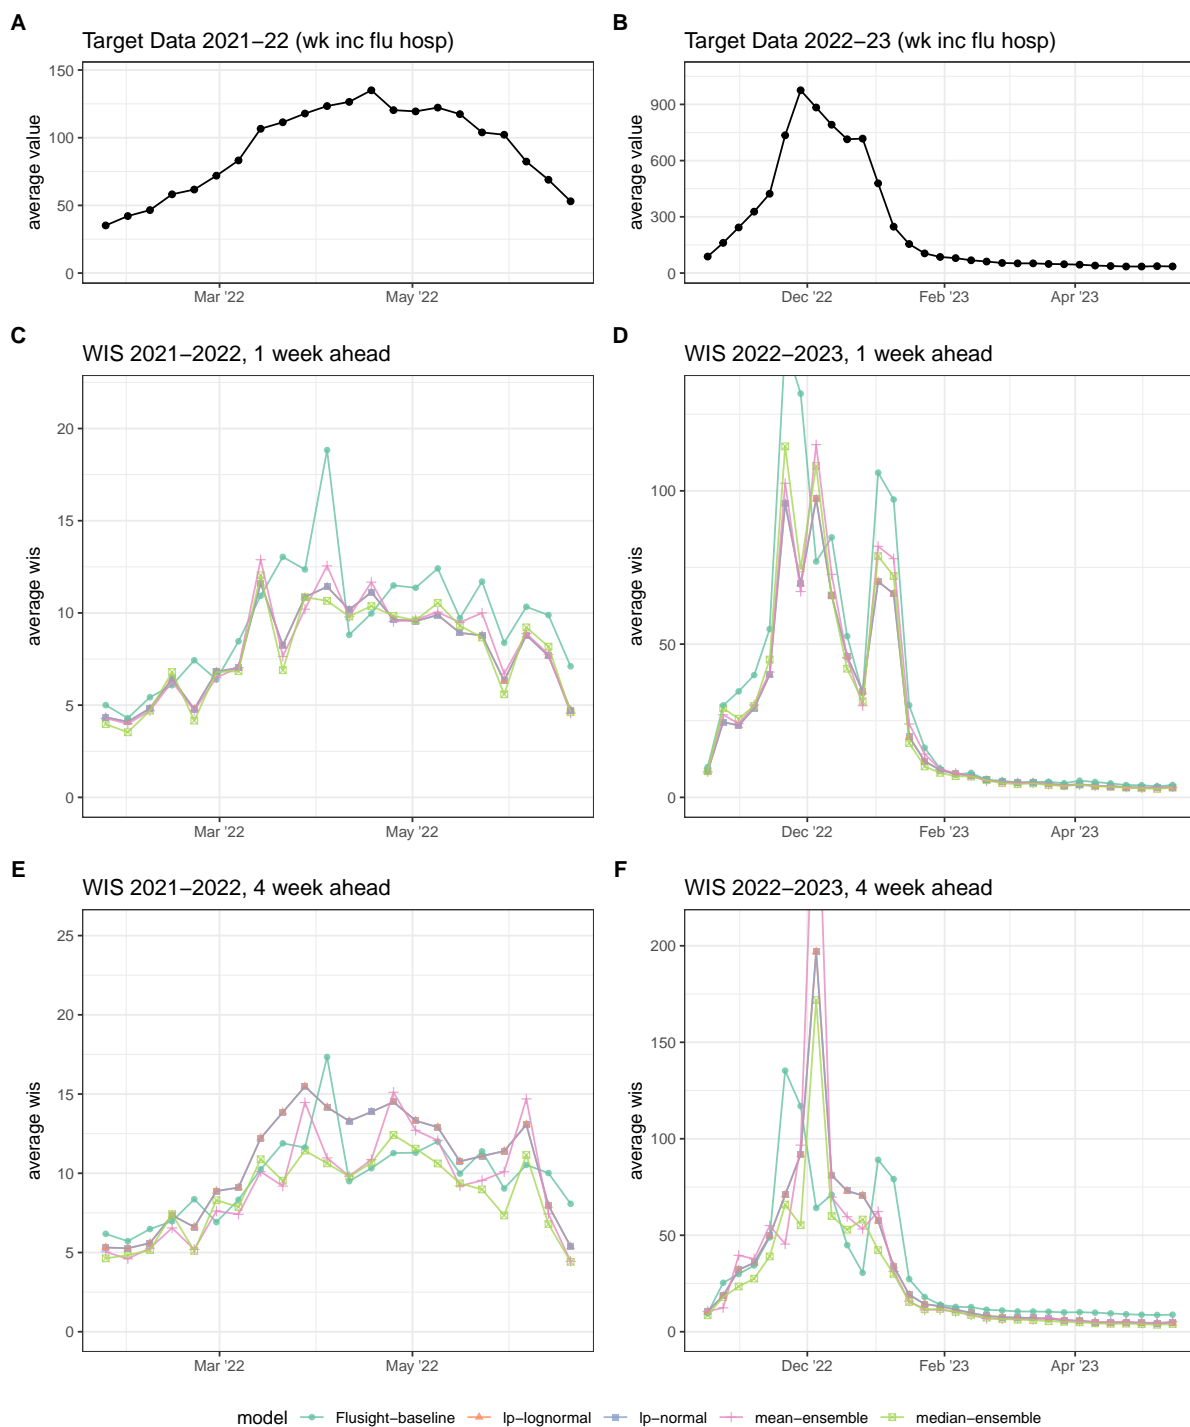 A
Target Data 2021−22 (wk inc flu hosp)
average value
150
100
50
0
Mar '22
May '22
B
Target Data 2022−23 (wk inc flu hosp)
average value
900
600
300
0
Dec '22
Feb '23
Apr '23
C
WIS 2021−2022, 1 week ahead
average wis
20
15
10
5
0
Mar '22
May '22
D
WIS 2022−2023, 1 week ahead
average wis
100
50
0
Dec '22
Feb '23
Apr '23
E
WIS 2021−2022, 4 week ahead
average wis
25
20
15
10
5
0
Mar '22
May '22
F
WIS 2022−2023, 4 week ahead
average wis
200
150
100
50
0
Dec '22
Feb '23
Apr '23
model Flusight−baseline lp−lognormal lp−normal mean−ensemble median−ensemble